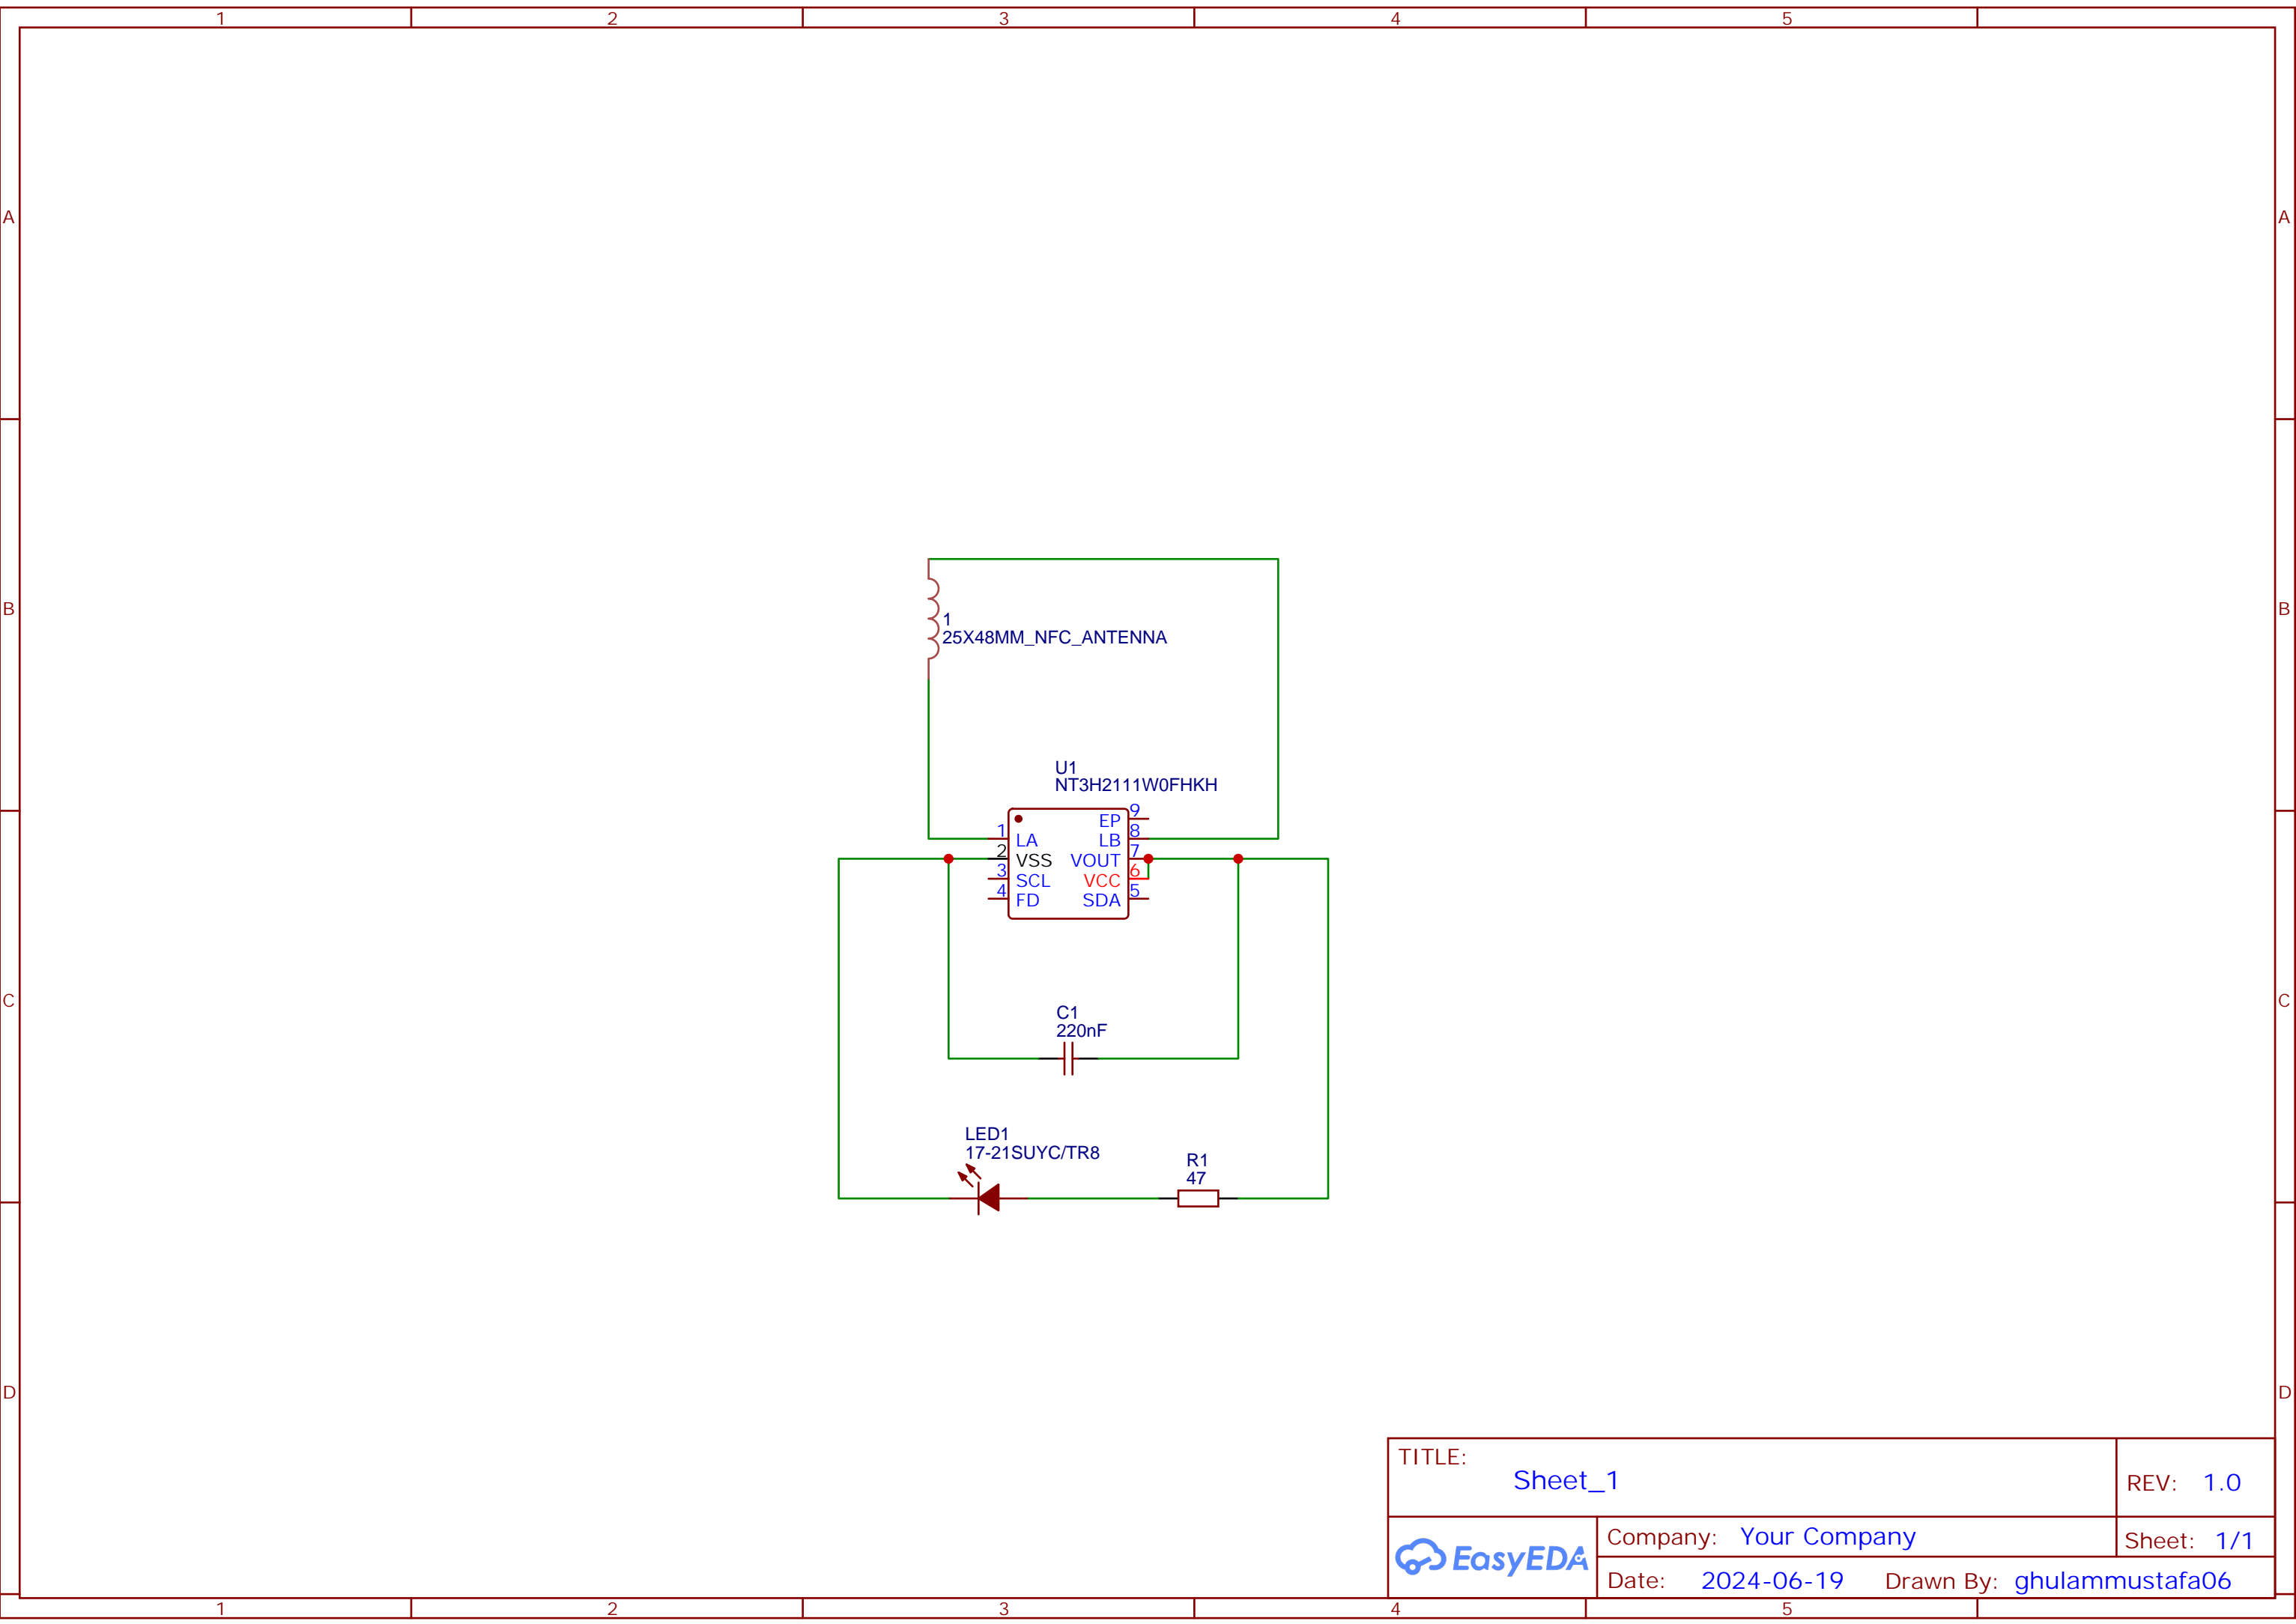 1 2 3 4 5
A A
B B
1
25X48MM_NFC_ANTENNA
U1
NT3H2111W0FHKH
EP 9
1 LA LB 8
2 VSS VOUT 7
3 SCL VCC 6
4 FD SDA 5
C C
C1
220nF
LED1
17-21SUYC/TR8
R1
47
D D
TITLE:
Sheet_1
REV: 1.0
EasyEDA
Company: Your Company
Sheet: 1/1
Date: 2024-06-19 Drawn By: ghulammustafa06
1 2 3 4 5